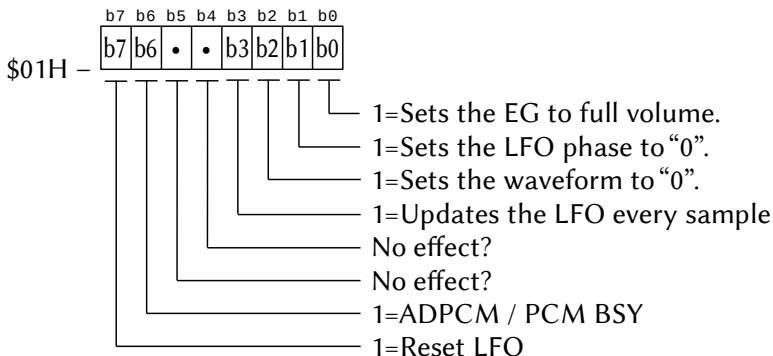 b7 b6 b5 b4 b3 b2 b1 b0
b7 b6 • • b3 b2 b1 b0
$01H –
1=Sets the EG to full volume.
1=Sets the LFO phase to “0”.
1=Sets the waveform to “0”.
1=Updates the LFO every sample
No effect?
No effect?
1=ADPCM / PCM BSY
1=Reset LFO